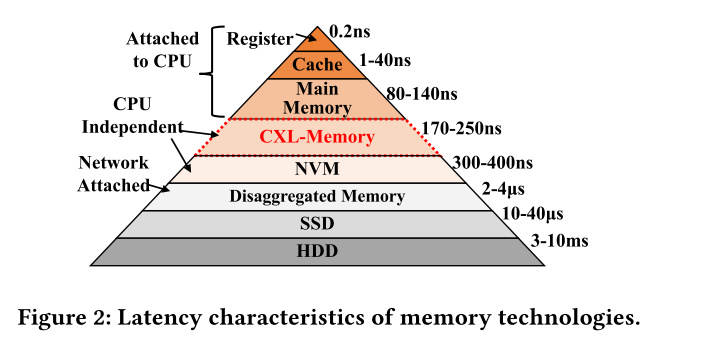 Attached
to CPU
Register
0.2ns
Cache
1-40ns
Main
Memory
80-140ns
CPU
Independent
CXL-Memory
170-250ns
Network
Attached
NVM
300-400ns
Disaggregated Memory
2-4μs
SSD
10-40μs
HDD
3-10ms
Figure 2: Latency characteristics of memory technologies.